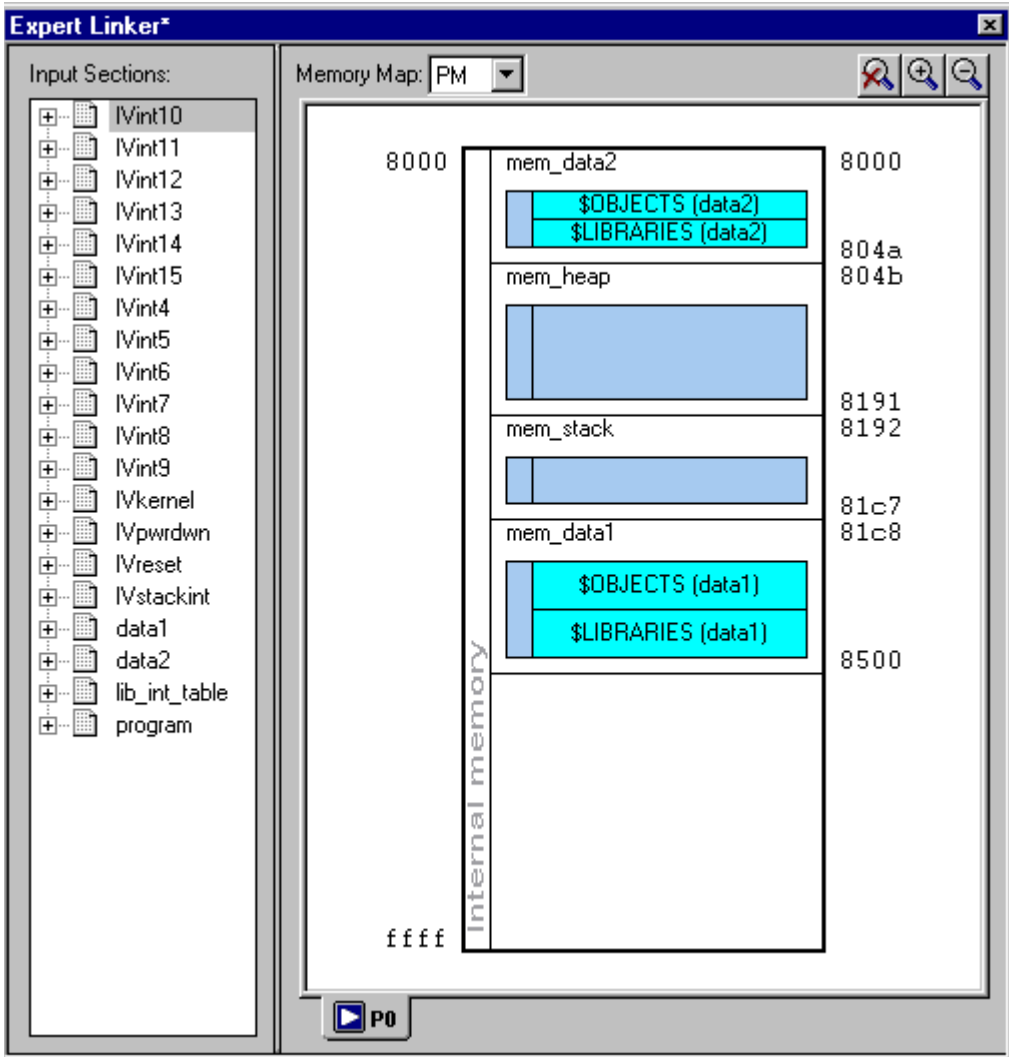 Expert Linker*
Input Sections:
IVint10
IVint11
IVint12
IVint13
IVint14
IVint15
IVint4
IVint5
IVint6
IVint7
IVint8
IVint9
IVkernel
IVpwrdwn
IVreset
IVstackint
data1
data2
lib_int_table
program
Memory Map: PM
8000 mem_data2 8000
$OBJECTS (data2)
$LIBRARIES (data2)
804a
mem_heap 804b
8191
mem_stack 8192
81c7
mem_data1 81c8
$OBJECTS (data1)
$LIBRARIES (data1)
8500
Internal memory
ffff
P0